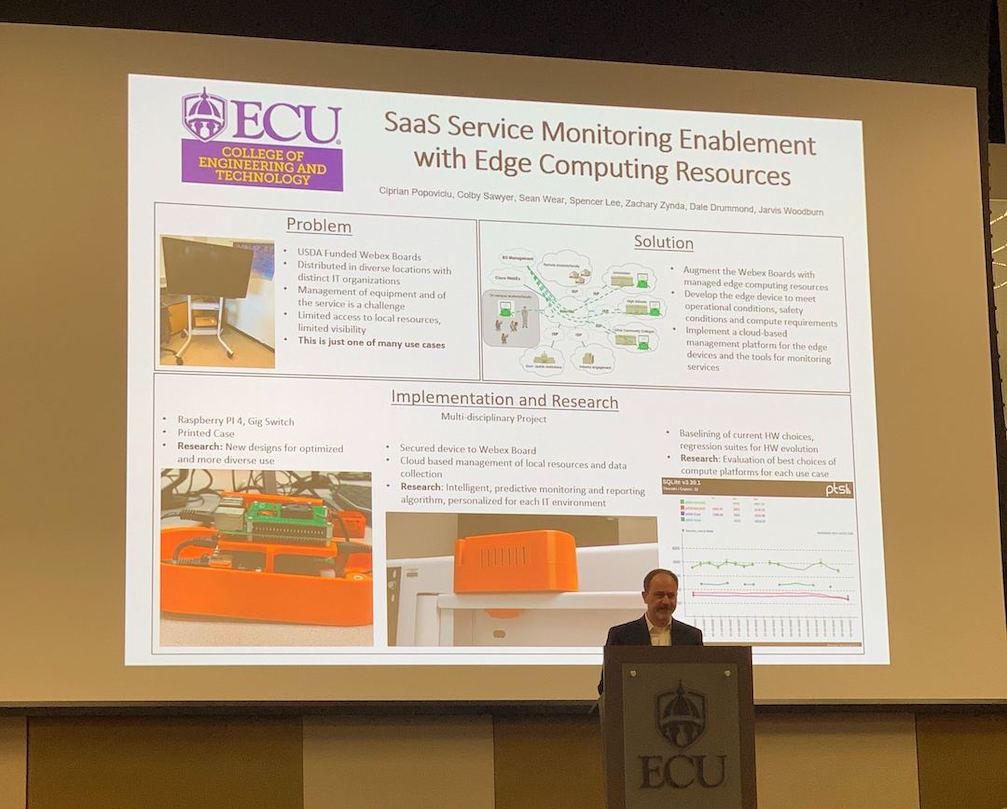 ECU
COLLEGE OF
ENGINEERING AND
TECHNOLOGY
SaaS Service Monitoring Enablement
with Edge Computing Resources
Ciprian Popoviciu, Colby Sawyer, Sean Wear, Spencer Lee, Zachary Zynda, Dale Drummond, Jarvis Woodburn
Problem
• USDA Funded Webex Boards
• Distributed in diverse locations with
distinct IT organizations
• Management of equipment and of
the service is a challenge
• Limited access to local resources,
limited visibility
• This is just one of many use cases
Solution
ISP
ISP
ISP
• Augment the Webex Boards with
managed edge computing resources
• Develop the edge device to meet
operational conditions, safety
conditions and compute requirements
• Implement a cloud-based
management platform for the edge
devices and the tools for monitoring
services
Implementation and Research
Multi-disciplinary Project
• Raspberry PI 4, Gig Switch
• Printed Case
• Research: New designs for optimized
and more diverse use
• Secured device to Webex Board
• Cloud based management of local resources and data
collection
• Research: Intelligent, predictive monitoring and reporting
algorithm, personalized for each IT environment
• Baselining of current HW choices,
regression suites for HW evolution
• Research: Evaluation of best choices of
compute platforms for each use case
SQLite v3.30.1
pts
ECU